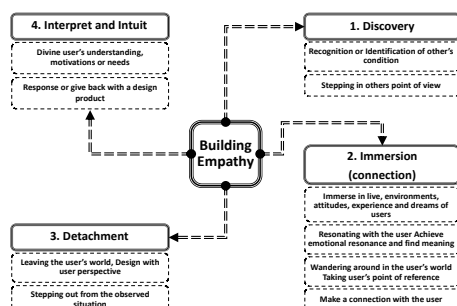 4. Interpret and Intuit
Divine user's understanding,
motivations or needs
Response or give back with a design
product
1. Discovery
Recognition or Identification of other's
condition
Stepping in others point of view
Building
Empathy
2. Immersion
(connection)
Immerse in live, environments,
attitudes, experience and dreams of
users
Resonating with the user Achieve
emotional resonance and find meaning
Wandering around in the user's world
Taking user's point of reference
Make a connection with the user
3. Detachment
Leaving the user's world, Design with
user perspective
Stepping out from the observed
situation